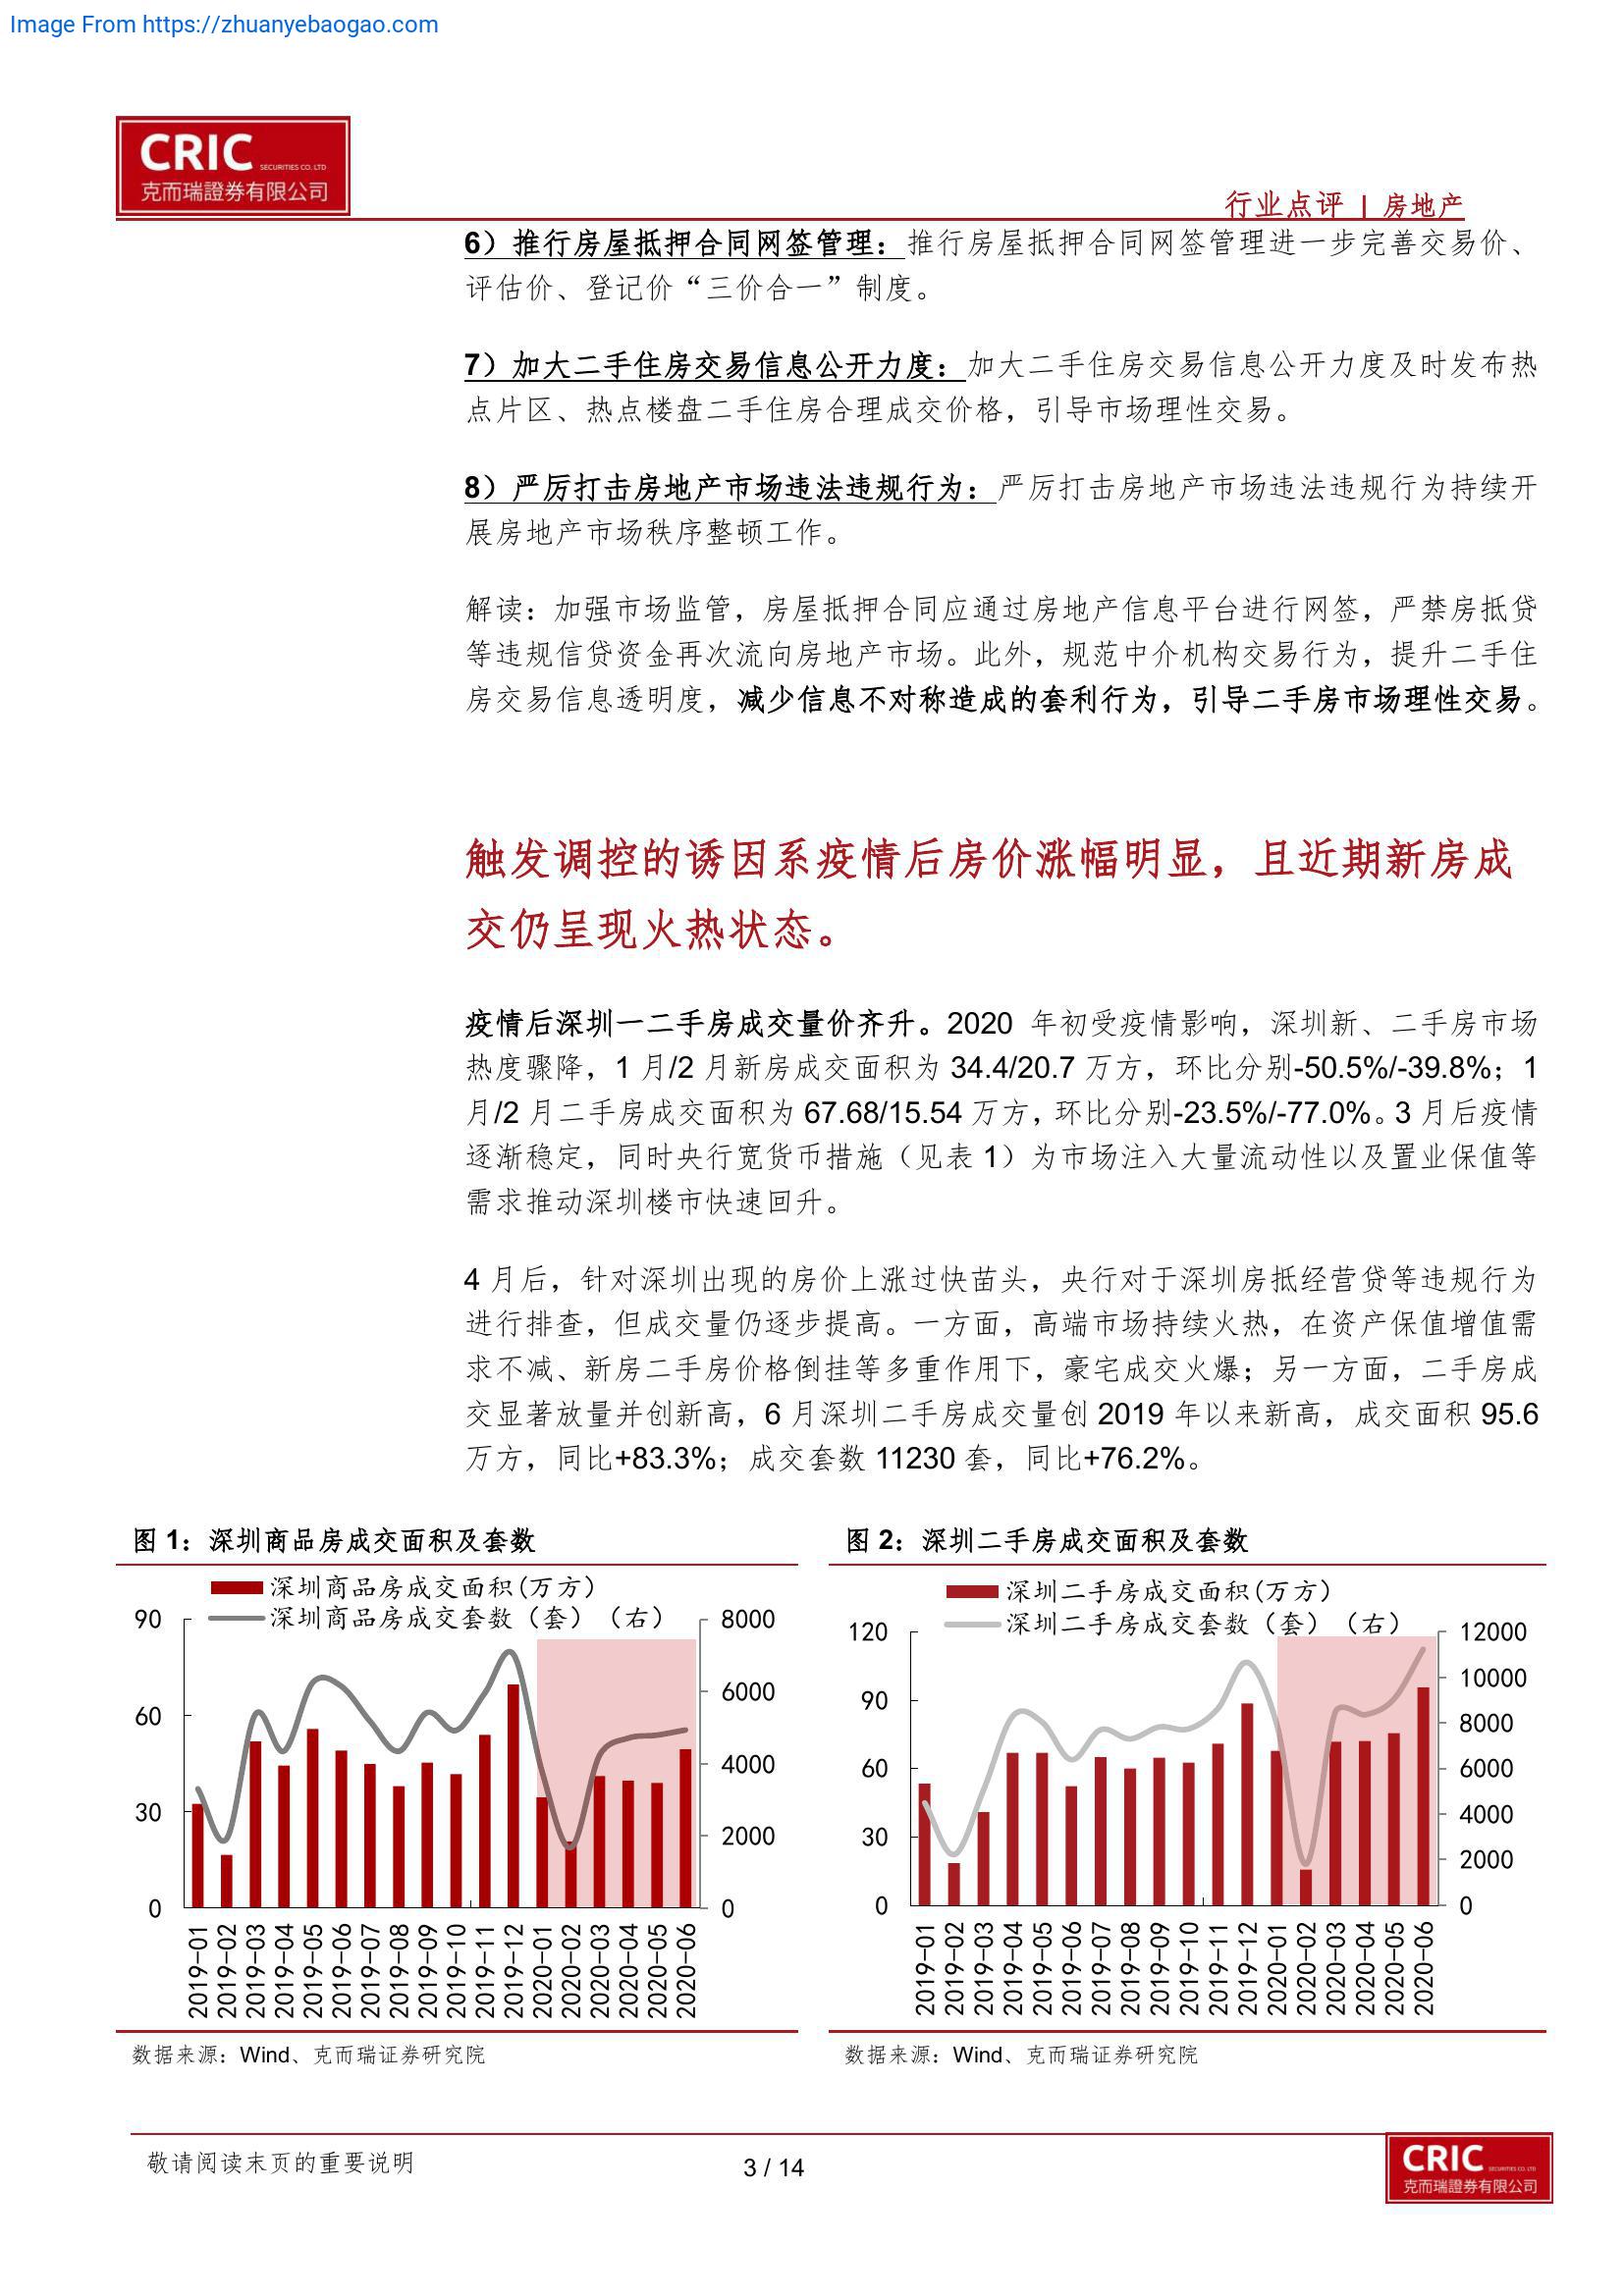 Image From https://zhuanyebaogao.com
CRIC SECURITIES CO. LTD
克而瑞證券有限公司
行业点评 | 房地产
6）推行房屋抵押合同网签管理：推行房屋抵押合同网签管理进一步完善交易价、
评估价、登记价“三价合一”制度。
7）加大二手住房交易信息公开力度：加大二手住房交易信息公开力度及时发布热
点片区、热点楼盘二手住房合理成交价格，引导市场理性交易。
8）严厉打击房地产市场违法违规行为：严厉打击房地产市场违法违规行为持续开
展房地产市场秩序整顿工作。
解读：加强市场监管，房屋抵押合同应通过房地产信息平台进行网签，严禁房抵贷
等违规信贷资金再次流向房地产市场。此外，规范中介机构交易行为，提升二手住
房交易信息透明度，减少信息不对称造成的套利行为，引导二手房市场理性交易。
触发调控的诱因系疫情后房价涨幅明显，且近期新房成
交仍呈现火热状态。
疫情后深圳一二手房成交量价齐升。2020 年初受疫情影响，深圳新、二手房市场
热度骤降，1 月/2 月新房成交面积为 34.4/20.7 万方，环比分别-50.5%/-39.8%；1
月/2 月二手房成交面积为 67.68/15.54 万方，环比分别-23.5%/-77.0%。3 月后疫情
逐渐稳定，同时央行宽货币措施（见表 1）为市场注入大量流动性以及置业保值等
需求推动深圳楼市快速回升。
4 月后，针对深圳出现的房价上涨过快苗头，央行对于深圳房抵经营贷等违规行为
进行排查，但成交量仍逐步提高。一方面，高端市场持续火热，在资产保值增值需
求不减、新房二手房价格倒挂等多重作用下，豪宅成交火爆；另一方面，二手房成
交显著放量并创新高，6 月深圳二手房成交量创 2019 年以来新高，成交面积 95.6
万方，同比+83.3%；成交套数 11230 套，同比+76.2%。
图 1：深圳商品房成交面积及套数
深圳商品房成交面积(万方)
深圳商品房成交套数（套）（右）
90
60
30
0
8000
6000
4000
2000
0
2019-01
2019-02
2019-03
2019-04
2019-05
2019-06
2019-07
2019-08
2019-09
2019-10
2019-11
2019-12
2020-01
2020-02
2020-03
2020-04
2020-05
2020-06
数据来源：Wind、克而瑞证券研究院
图 2：深圳二手房成交面积及套数
深圳二手房成交面积(万方)
深圳二手房成交套数（套）（右）
120
90
60
30
0
12000
10000
8000
6000
4000
2000
0
2019-01
2019-02
2019-03
2019-04
2019-05
2019-06
2019-07
2019-08
2019-09
2019-10
2019-11
2019-12
2020-01
2020-02
2020-03
2020-04
2020-05
2020-06
数据来源：Wind、克而瑞证券研究院
敬请阅读末页的重要说明
3 / 14
CRIC SECURITIES CO. LTD
克而瑞證券有限公司